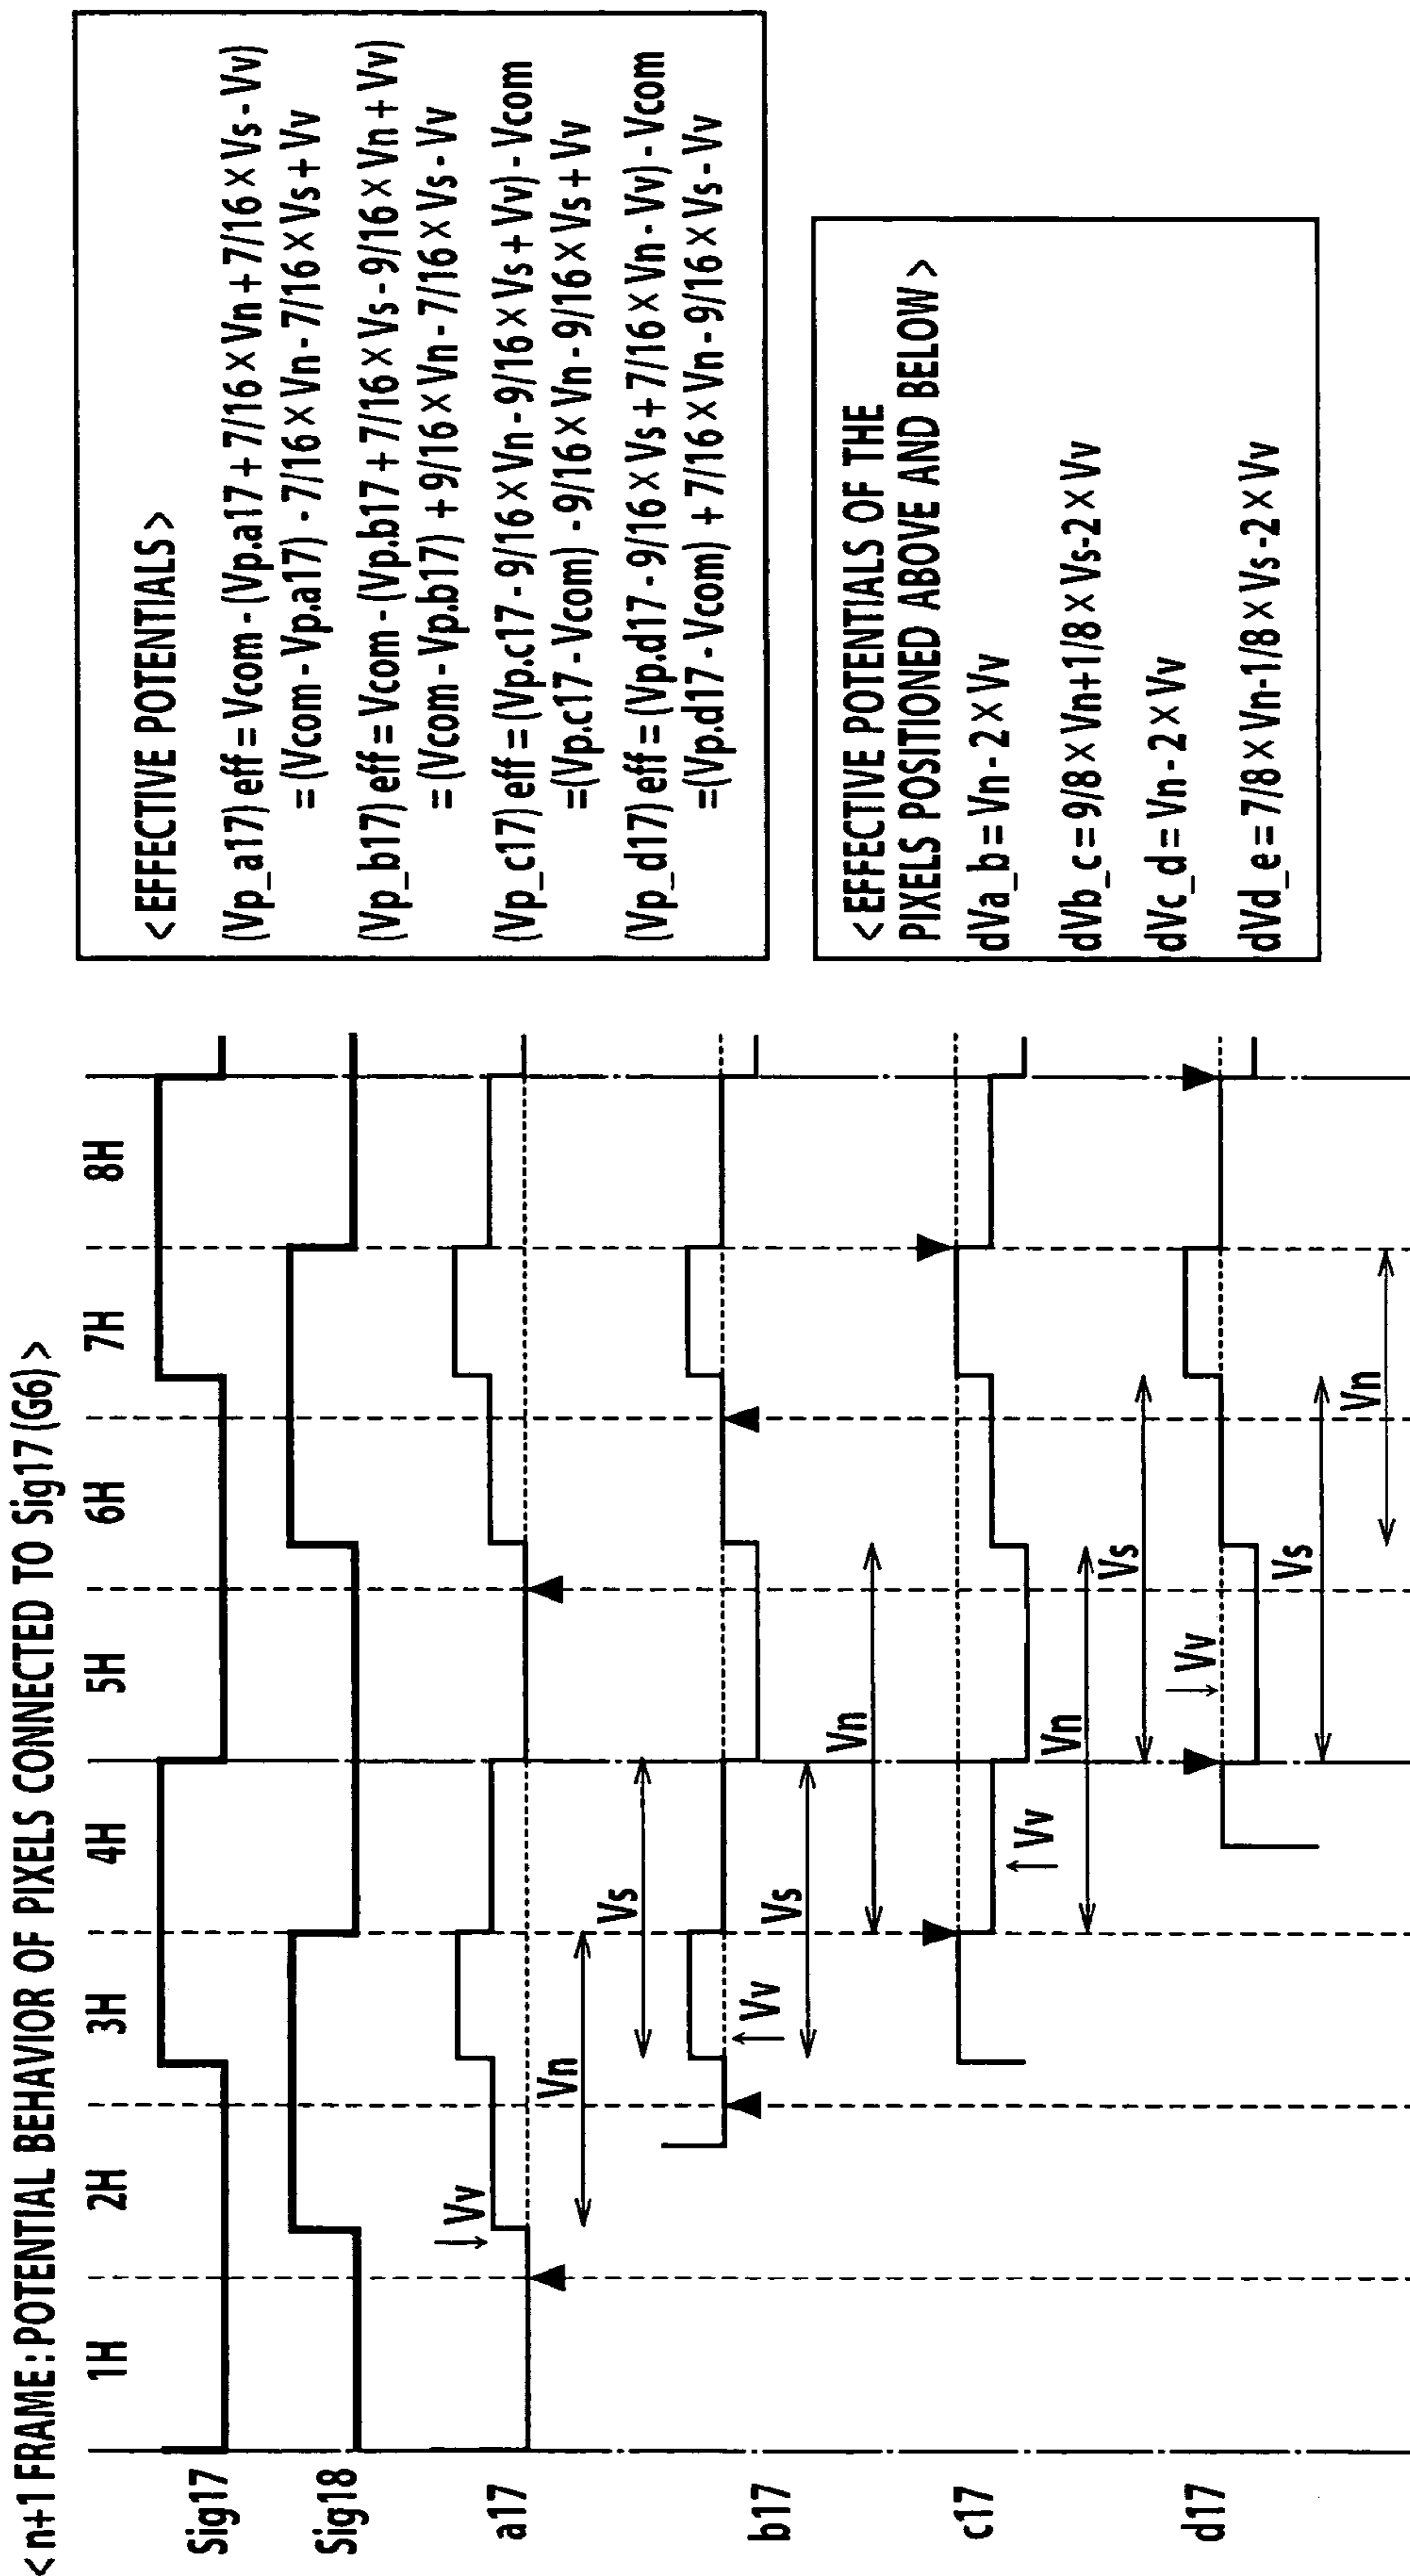 < n+1 FRAME : POTENTIAL BEHAVIOR OF PIXELS CONNECTED TO Sig17 (G6) >
1H 2H 3H 4H 5H 6H 7H 8H
Sig17
Sig18
a17
Vv
Vn
Vs
b17
Vv
Vs
Vn
c17
Vv
Vn
Vs
d17
Vv
Vs
Vn
< EFFECTIVE POTENTIALS >
(Vp_a17) eff = Vcom - (Vp.a17 + 7/16 × Vn + 7/16 × Vs - Vv)
= (Vcom - Vp.a17) - 7/16 × Vn - 7/16 × Vs + Vv
(Vp_b17) eff = Vcom - (Vp.b17 + 7/16 × Vs - 9/16 × Vn + Vv)
= (Vcom - Vp.b17) + 9/16 × Vn - 7/16 × Vs - Vv
(Vp_c17) eff = (Vp.c17 - 9/16 × Vn - 9/16 × Vs + Vv) - Vcom
=(Vp.c17 - Vcom) - 9/16 × Vn - 9/16 × Vs + Vv
(Vp_d17) eff = (Vp.d17 - 9/16 × Vs + 7/16 × Vn - Vv) - Vcom
=(Vp.d17 - Vcom) + 7/16 × Vn - 9/16 × Vs - Vv
< EFFECTIVE POTENTIALS OF THE
PIXELS POSITIONED ABOVE AND BELOW >
dVa_b = Vn - 2 × Vv
dVb_c = 9/8 × Vn+1/8 × Vs-2 × Vv
dVc_d = Vn - 2 × Vv
dVd_e = 7/8 × Vn-1/8 × Vs -2 × Vv